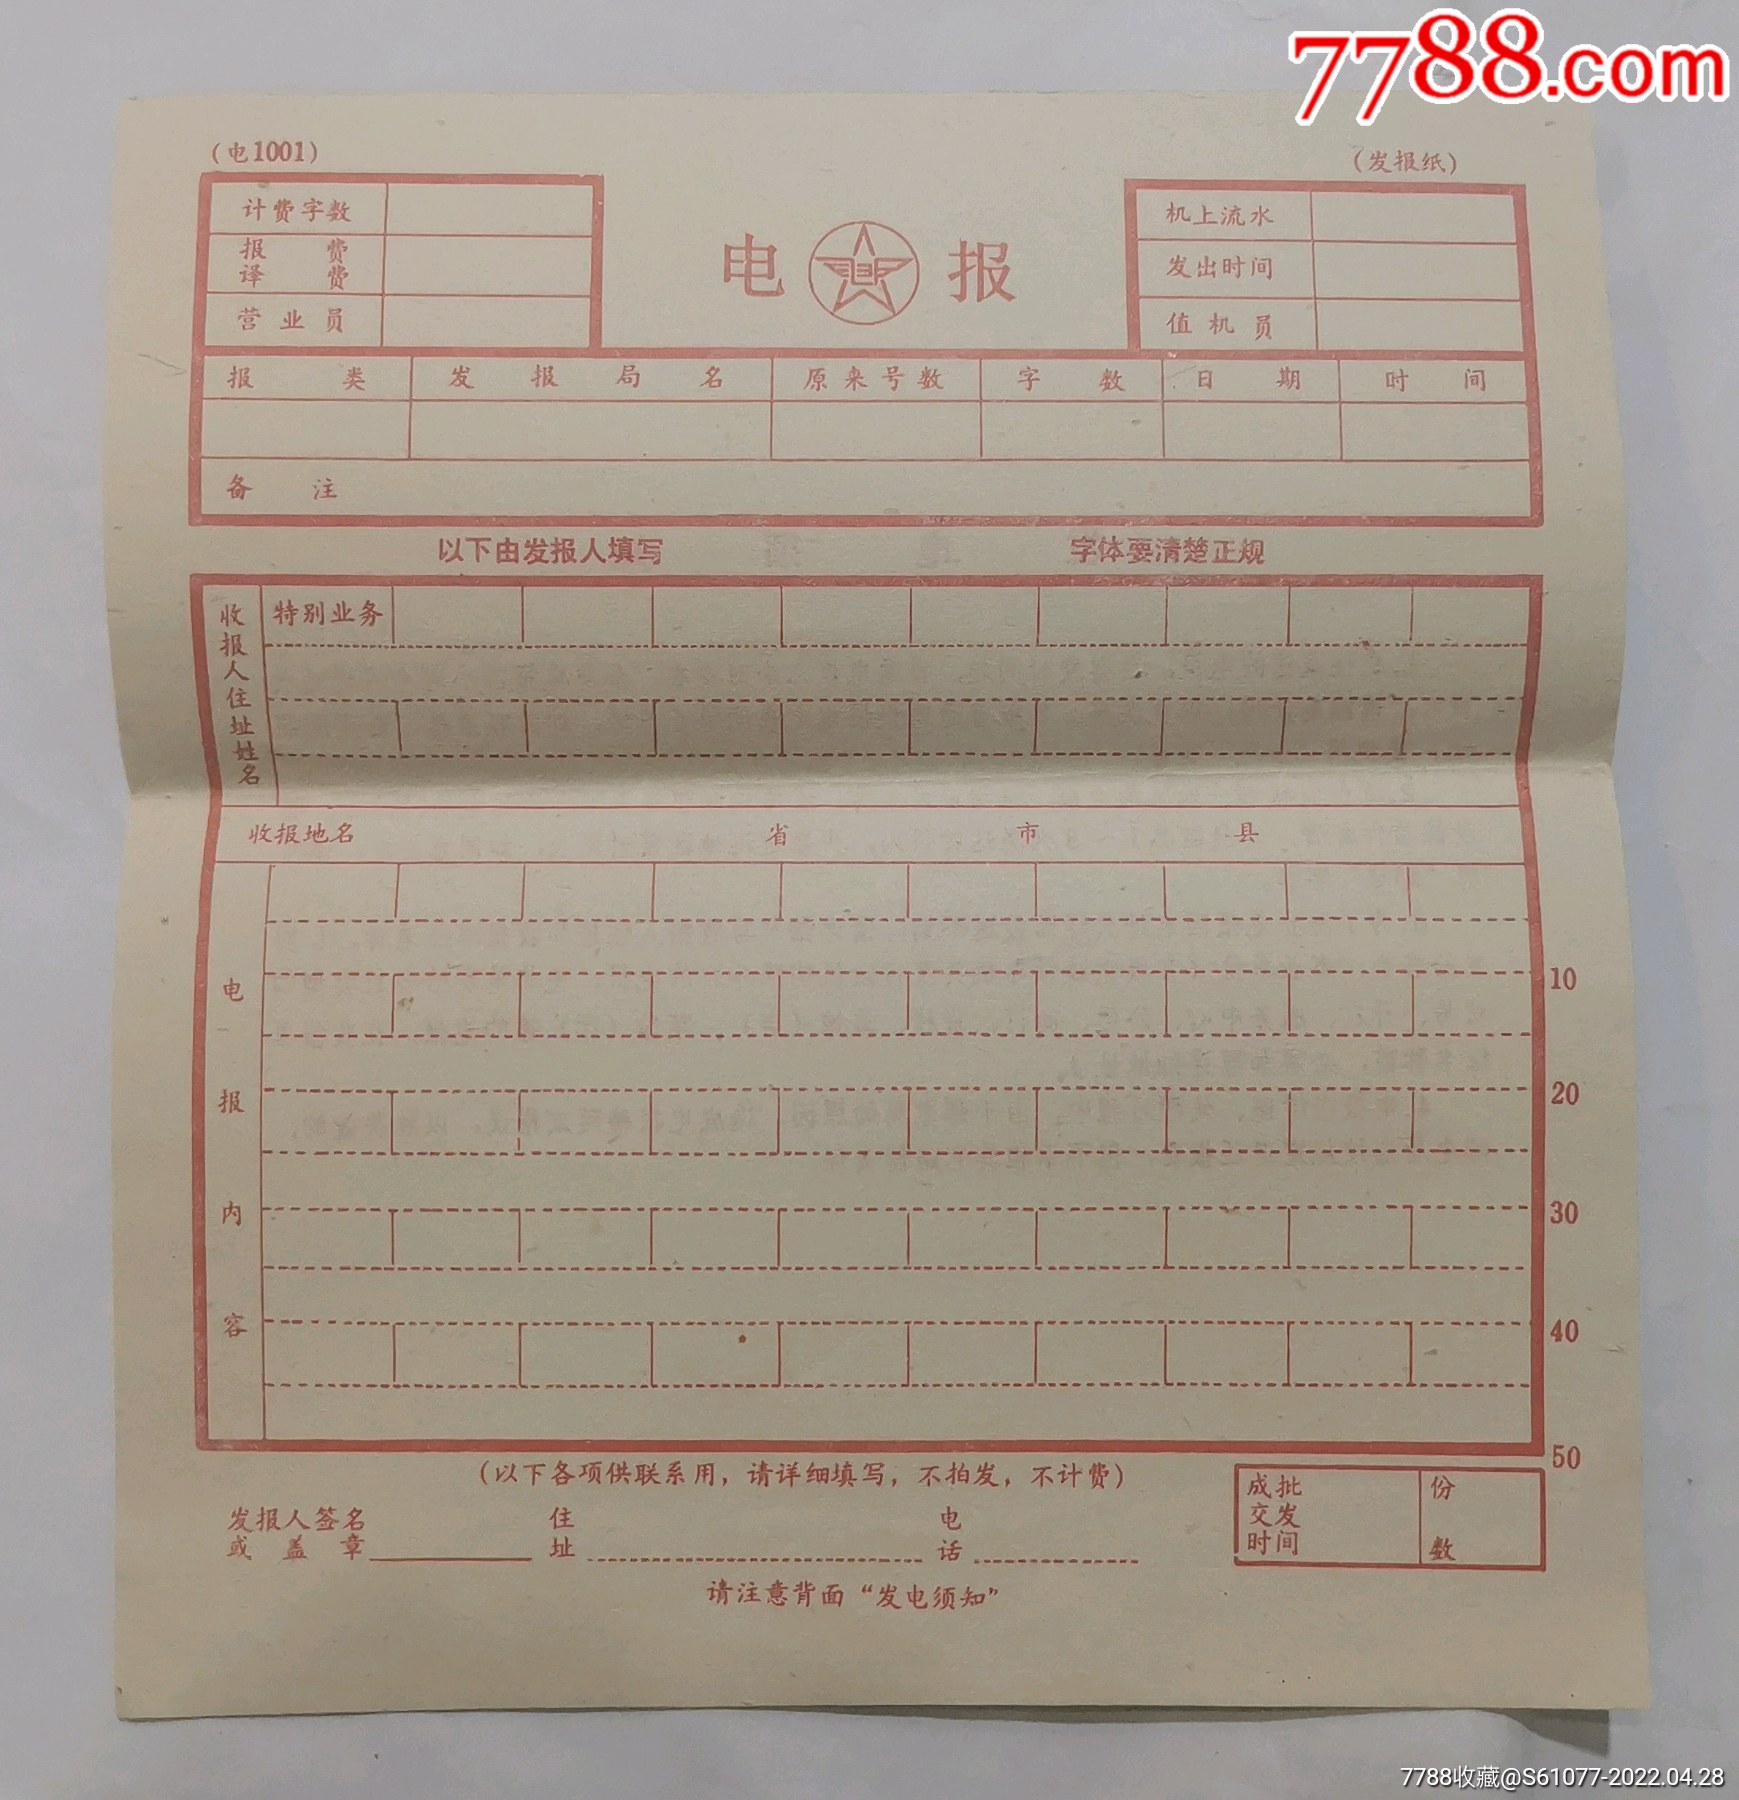 7788.com
(电1001)
(发报纸)
计费字数
报费
译费
营业员
电报
机上流水
发出时间
值机员
报类 发报局名 原来号数 字数 日期 时间
备注
以下由发报人填写 字体要清楚正规
收报人住址姓名
特别业务
收报地名 省 市 县
电报内容
10
20
30
40
50
(以下各项供联系用，请详细填写，不拍发，不计费)
发报人签名或盖章 住址 电话
成批交发时间 份数
请注意背面“发电须知”
7788收藏@S61077-2022.04.28